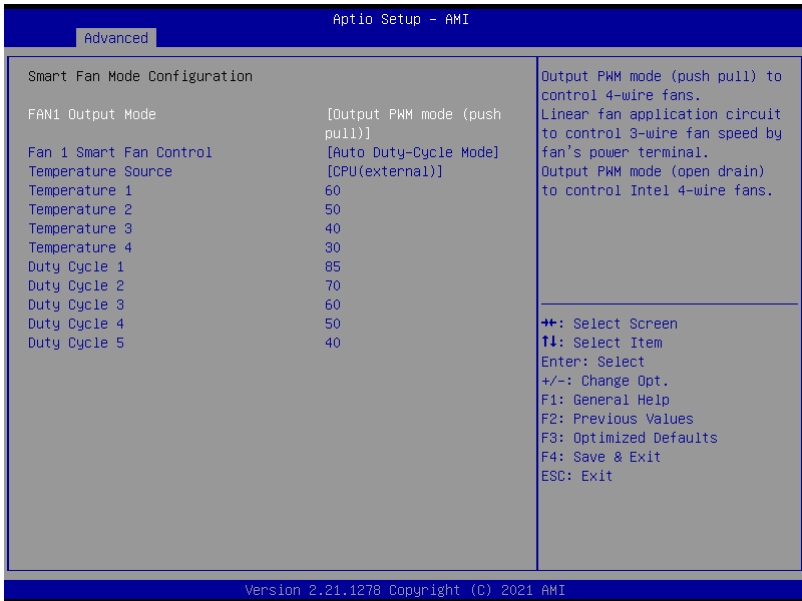 Aptio Setup – AMI
Advanced
Smart Fan Mode Configuration
FAN1 Output Mode [Output PWM mode (push
pull)]
Fan 1 Smart Fan Control [Auto Duty-Cycle Mode]
Temperature Source [CPU(external)]
Temperature 1 60
Temperature 2 50
Temperature 3 40
Temperature 4 30
Duty Cycle 1 85
Duty Cycle 2 70
Duty Cycle 3 60
Duty Cycle 4 50
Duty Cycle 5 40
Output PWM mode (push pull) to
control 4-wire fans.
Linear fan application circuit
to control 3-wire fan speed by
fan's power terminal.
Output PWM mode (open drain)
to control Intel 4-wire fans.
→←: Select Screen
↑↓: Select Item
Enter: Select
+/-: Change Opt.
F1: General Help
F2: Previous Values
F3: Optimized Defaults
F4: Save & Exit
ESC: Exit
Version 2.21.1278 Copyright (C) 2021 AMI